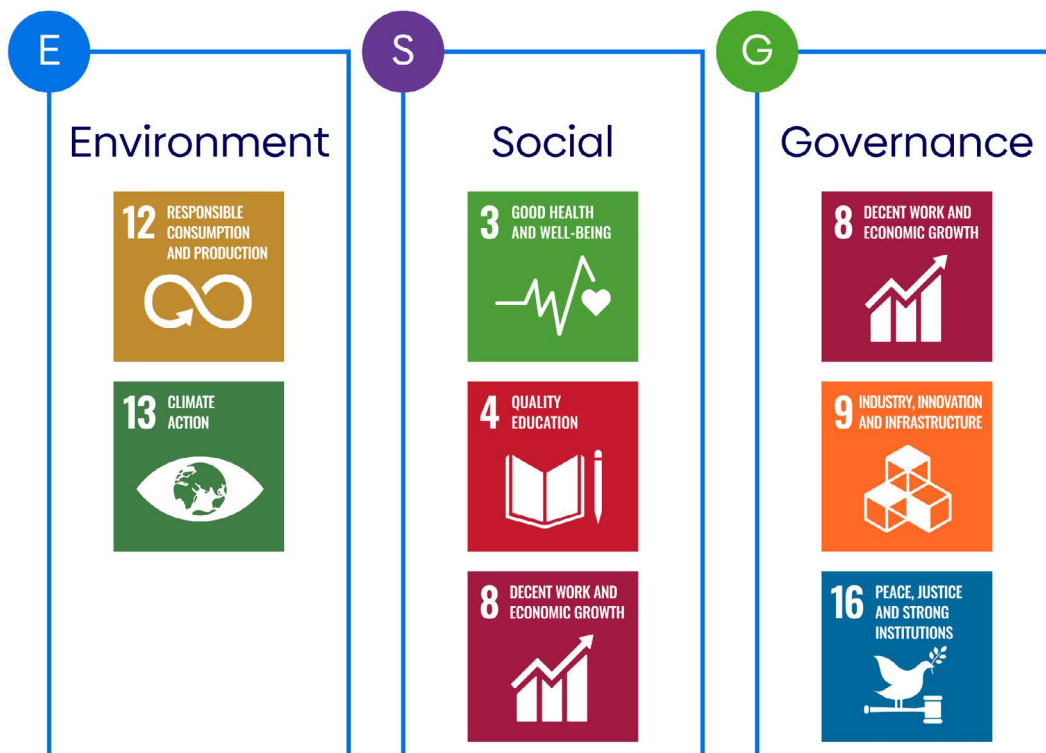 E
Environment
12 RESPONSIBLE
CONSUMPTION
AND PRODUCTION
13 CLIMATE
ACTION
S
Social
3 GOOD HEALTH
AND WELL-BEING
4 QUALITY
EDUCATION
8 DECENT WORK AND
ECONOMIC GROWTH
G
Governance
8 DECENT WORK AND
ECONOMIC GROWTH
9 INDUSTRY, INNOVATION
AND INFRASTRUCTURE
16 PEACE, JUSTICE
AND STRONG
INSTITUTIONS